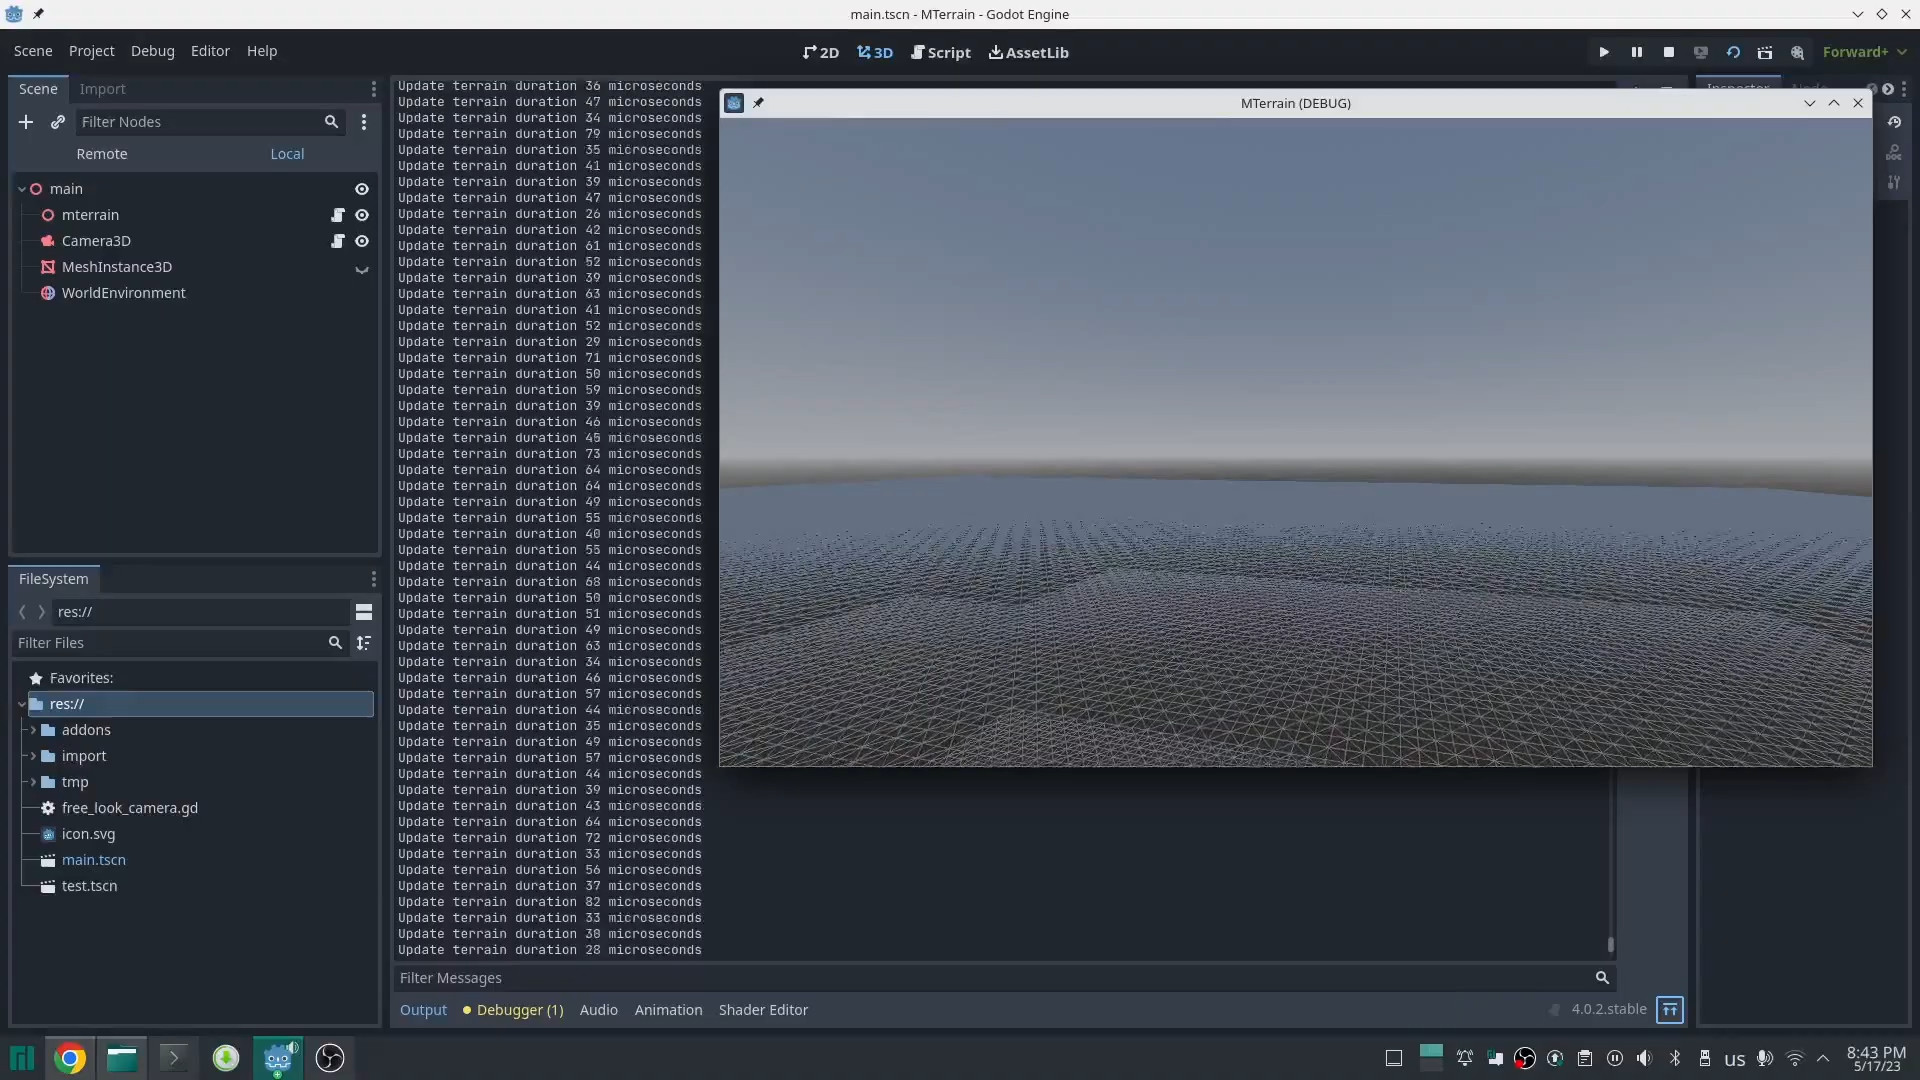 main.tscn - MTerrain - Godot Engine
Scene
Project
Debug
Editor
Help
2D
3D
Script
AssetLib
Forward+
Scene
Import
Filter Nodes
Remote
Local
main
mterrain
Camera3D
MeshInstance3D
WorldEnvironment
FileSystem
res://
Filter Files
Favorites:
res://
addons
import
tmp
free_look_camera.gd
icon.svg
main.tscn
test.tscn
Update terrain duration 36 microseconds
Update terrain duration 47 microseconds
Update terrain duration 34 microseconds
Update terrain duration 79 microseconds
Update terrain duration 35 microseconds
Update terrain duration 41 microseconds
Update terrain duration 39 microseconds
Update terrain duration 47 microseconds
Update terrain duration 26 microseconds
Update terrain duration 42 microseconds
Update terrain duration 61 microseconds
Update terrain duration 52 microseconds
Update terrain duration 39 microseconds
Update terrain duration 63 microseconds
Update terrain duration 41 microseconds
Update terrain duration 52 microseconds
Update terrain duration 29 microseconds
Update terrain duration 71 microseconds
Update terrain duration 50 microseconds
Update terrain duration 59 microseconds
Update terrain duration 39 microseconds
Update terrain duration 46 microseconds
Update terrain duration 45 microseconds
Update terrain duration 73 microseconds
Update terrain duration 64 microseconds
Update terrain duration 64 microseconds
Update terrain duration 49 microseconds
Update terrain duration 55 microseconds
Update terrain duration 40 microseconds
Update terrain duration 55 microseconds
Update terrain duration 44 microseconds
Update terrain duration 68 microseconds
Update terrain duration 50 microseconds
Update terrain duration 51 microseconds
Update terrain duration 49 microseconds
Update terrain duration 63 microseconds
Update terrain duration 34 microseconds
Update terrain duration 46 microseconds
Update terrain duration 57 microseconds
Update terrain duration 44 microseconds
Update terrain duration 35 microseconds
Update terrain duration 49 microseconds
Update terrain duration 57 microseconds
Update terrain duration 44 microseconds
Update terrain duration 39 microseconds
Update terrain duration 43 microseconds
Update terrain duration 64 microseconds
Update terrain duration 72 microseconds
Update terrain duration 33 microseconds
Update terrain duration 56 microseconds
Update terrain duration 37 microseconds
Update terrain duration 82 microseconds
Update terrain duration 33 microseconds
Update terrain duration 30 microseconds
Update terrain duration 28 microseconds
MTerrain (DEBUG)
Filter Messages
Output
Debugger (1)
Audio
Animation
Shader Editor
4.0.2.stable
us
8:43 PM
5/17/23